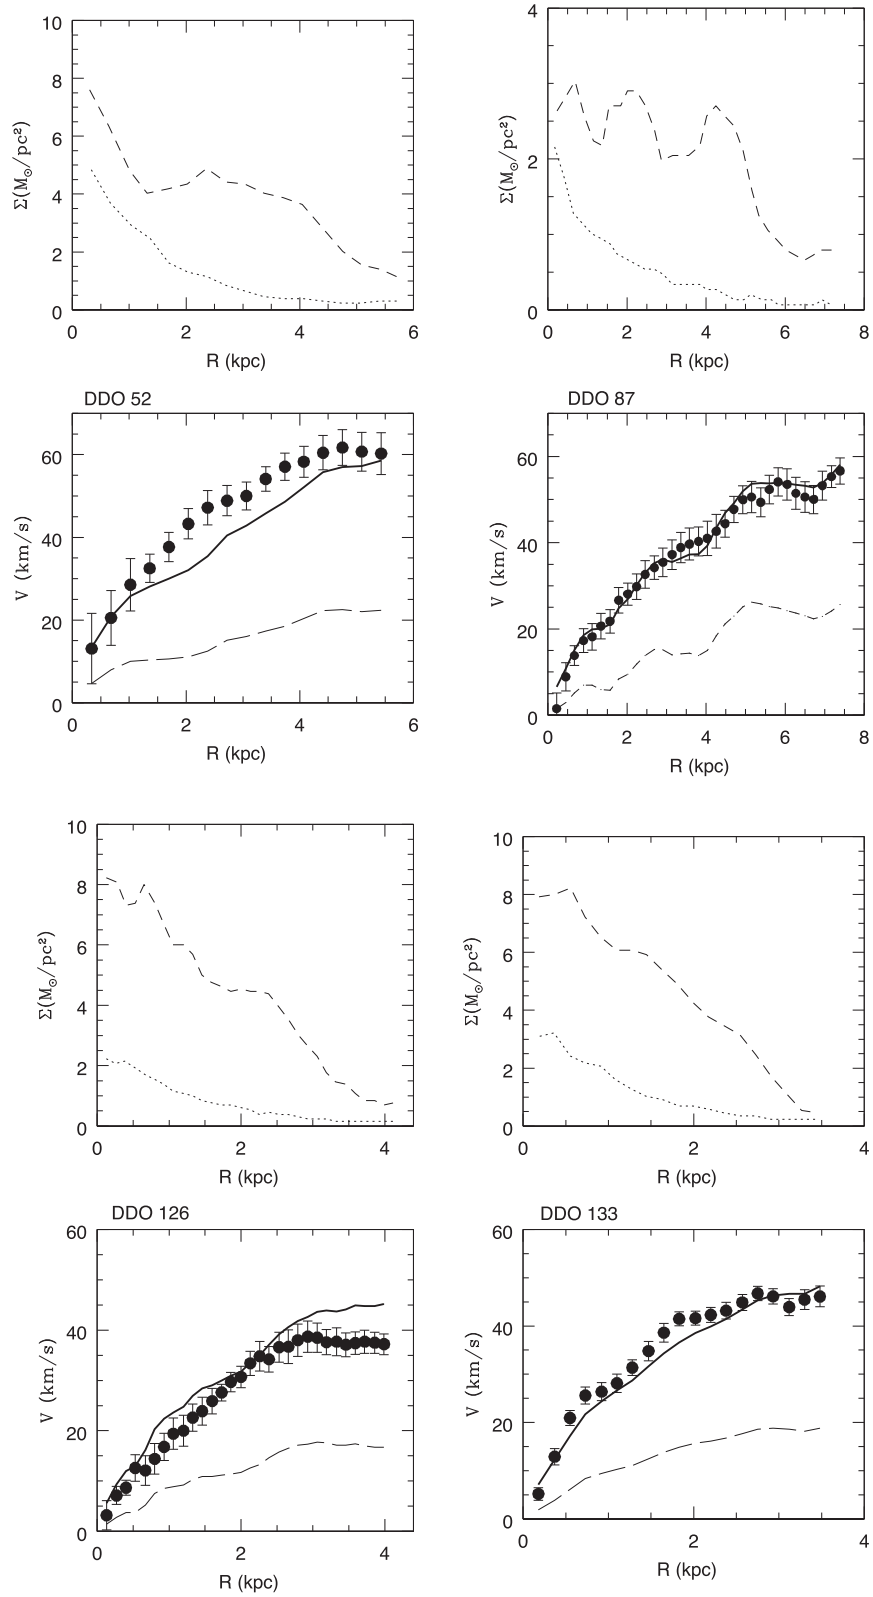 10
8
6
4
2
0
Σ(M⊙/pc²)
0 2 4 6
R (kpc)
4
2
0
Σ(M⊙/pc²)
0 2 4 6 8
R (kpc)
DDO 52
60
40
20
0
V (km/s)
0 2 4 6
R (kpc)
DDO 87
60
40
20
0
V (km/s)
0 2 4 6 8
R (kpc)
10
8
6
4
2
0
Σ(M⊙/pc²)
0 2 4
R (kpc)
10
8
6
4
2
0
Σ(M⊙/pc²)
0 2 4
R (kpc)
DDO 126
60
40
20
0
V (km/s)
0 2 4
R (kpc)
DDO 133
60
40
20
0
V (km/s)
0 2 4
R (kpc)